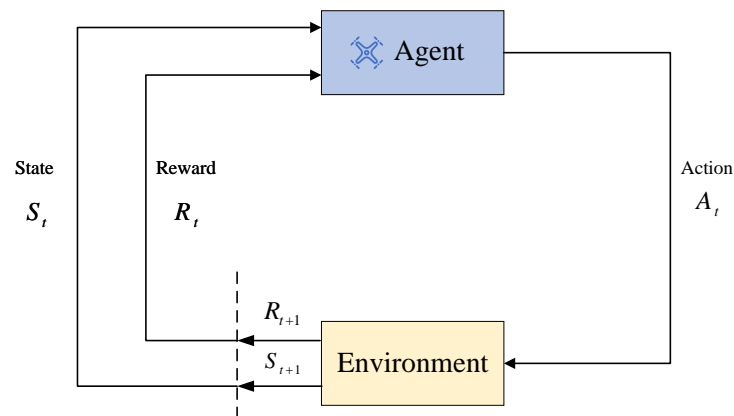 Agent
State
Reward
Action
S_t
R_t
A_t
R_{t+1}
S_{t+1}
Environment